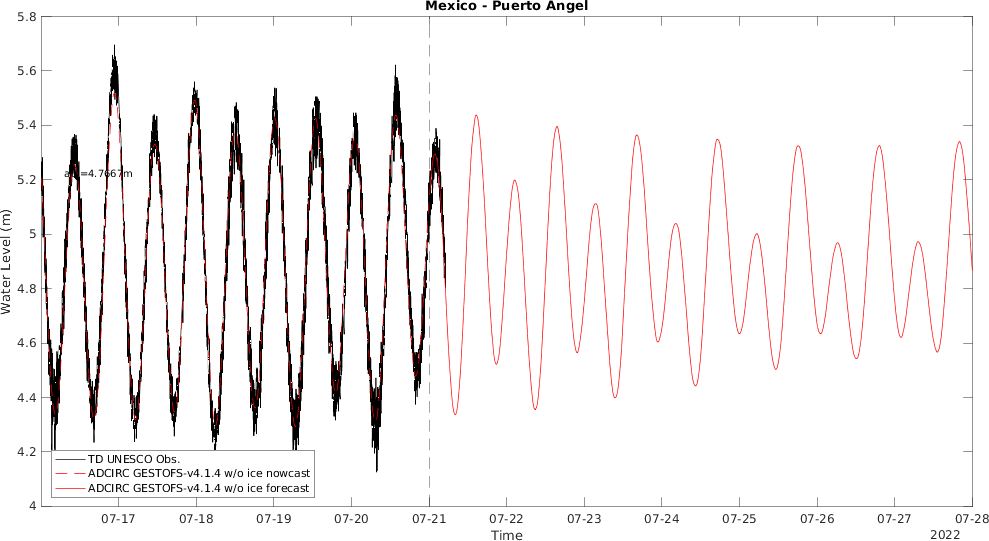 Mexico - Puerto Angel
5.8
5.6
5.4
5.2
5
4.8
4.6
4.4
4.2
4
Water Level (m)
=4.7667m
TD UNESCO Obs.
ADCIRC GESTOFS-v4.1.4 w/o ice nowcast
ADCIRC GESTOFS-v4.1.4 w/o ice forecast
07-17 07-18 07-19 07-20 07-21 07-22 07-23 07-24 07-25 07-26 07-27 07-28
Time
2022